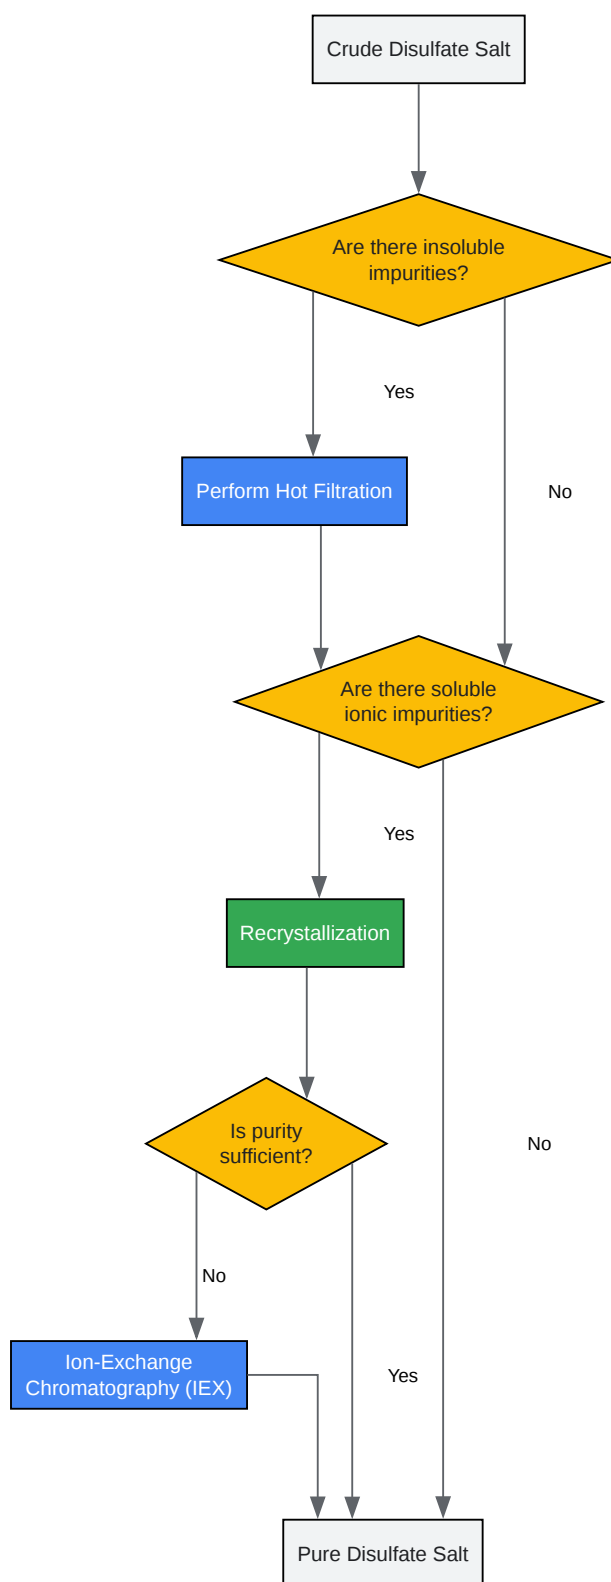 Crude Disulfate Salt
Are there insoluble
impurities?
Yes
Perform Hot Filtration
No
Are there soluble
ionic impurities?
Yes
Recrystallization
Is purity
sufficient?
No
No
Ion-Exchange
Chromatography (IEX)
Yes
Pure Disulfate Salt